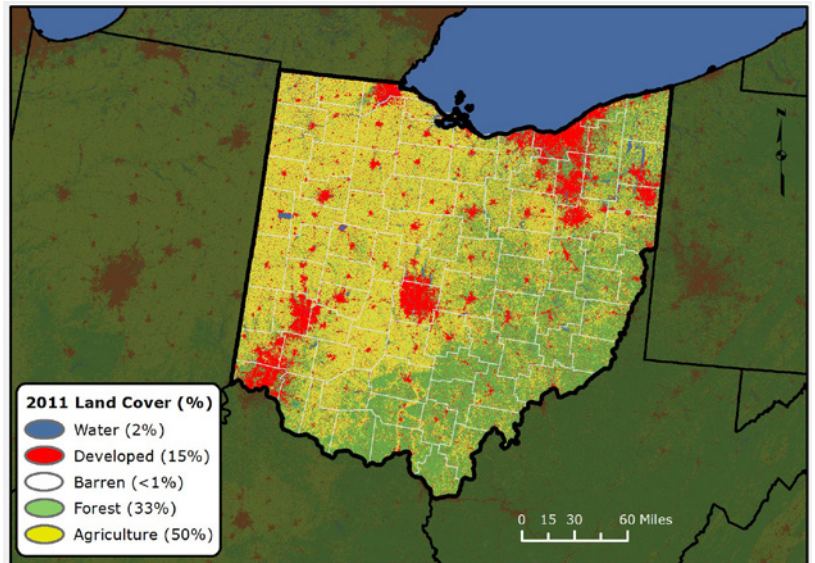 2011 Land Cover (%)
Water (2%)
Developed (15%)
Barren (<1%)
Forest (33%)
Agriculture (50%)
0 15 30 60 Miles